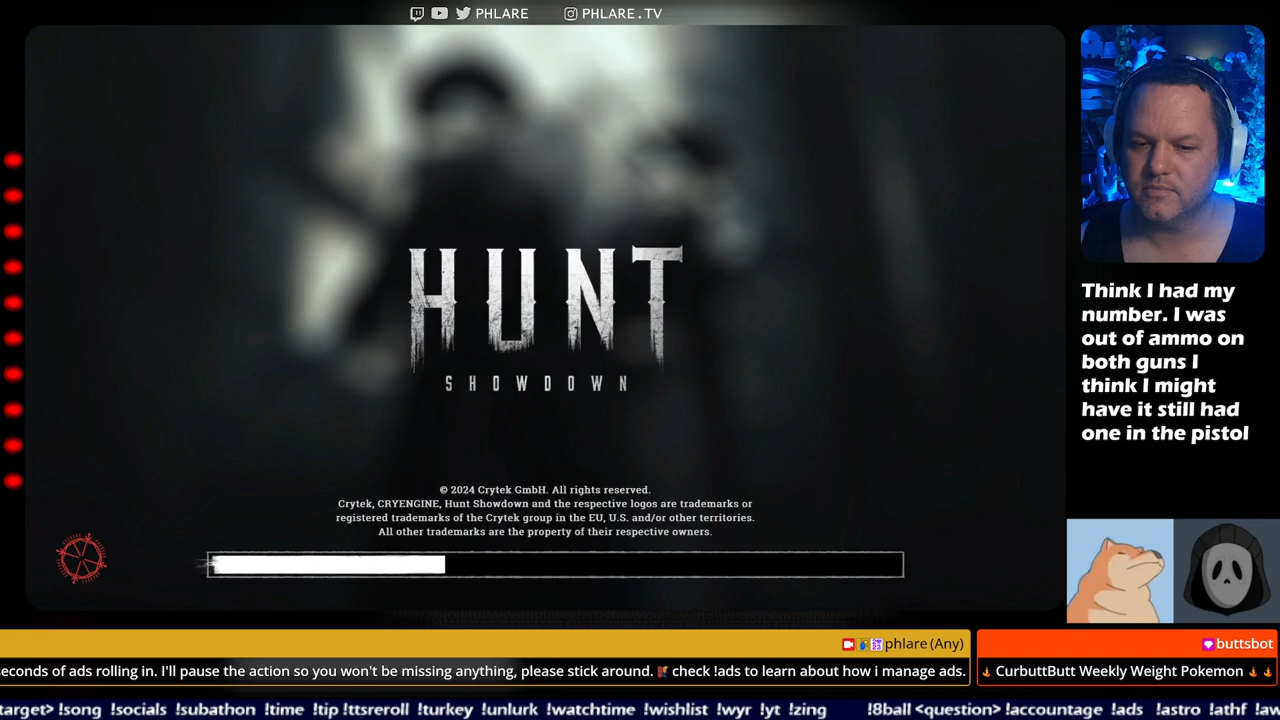 PHLARE
PHLARE.TV
HUNT
SHOWDOWN
© 2024 Crytek GmbH. All rights reserved.
Crytek, CRYENGINE, Hunt Showdown and the respective logos are trademarks or
registered trademarks of the Crytek group in the EU, U.S. and/or other territories.
All other trademarks are the property of their respective owners.
Think I had my
number. I was
out of ammo on
both guns I
think I might
have it still had
one in the pistol
phlare (Any)
seconds of ads rolling in. I'll pause the action so you won't be missing anything, please stick around. check !ads to learn about how i manage ads.
buttsbot
CurbuttButt Weekly Weight Pokemon
target> !song !socials !subathon !time !tip !ttsreroll !turkey !unlurk !watchtime !wishlist !wyr !yt !zing !8ball <question> !accountage !ads !astro !athf !aw